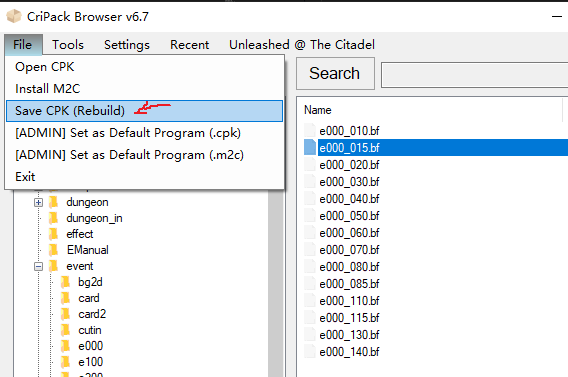 CriPack Browser v6.7
File Tools Settings Recent Unleashed @ The Citadel
Open CPK
Install M2C
Save CPK (Rebuild)
[ADMIN] Set as Default Program (.cpk)
[ADMIN] Set as Default Program (.m2c)
Exit
dungeon
dungeon_in
effect
EManual
event
bg2d
card
card2
cutin
e000
e100
Search
Name
e000_010.bf
e000_015.bf
e000_020.bf
e000_030.bf
e000_040.bf
e000_050.bf
e000_060.bf
e000_070.bf
e000_080.bf
e000_085.bf
e000_110.bf
e000_115.bf
e000_130.bf
e000_140.bf